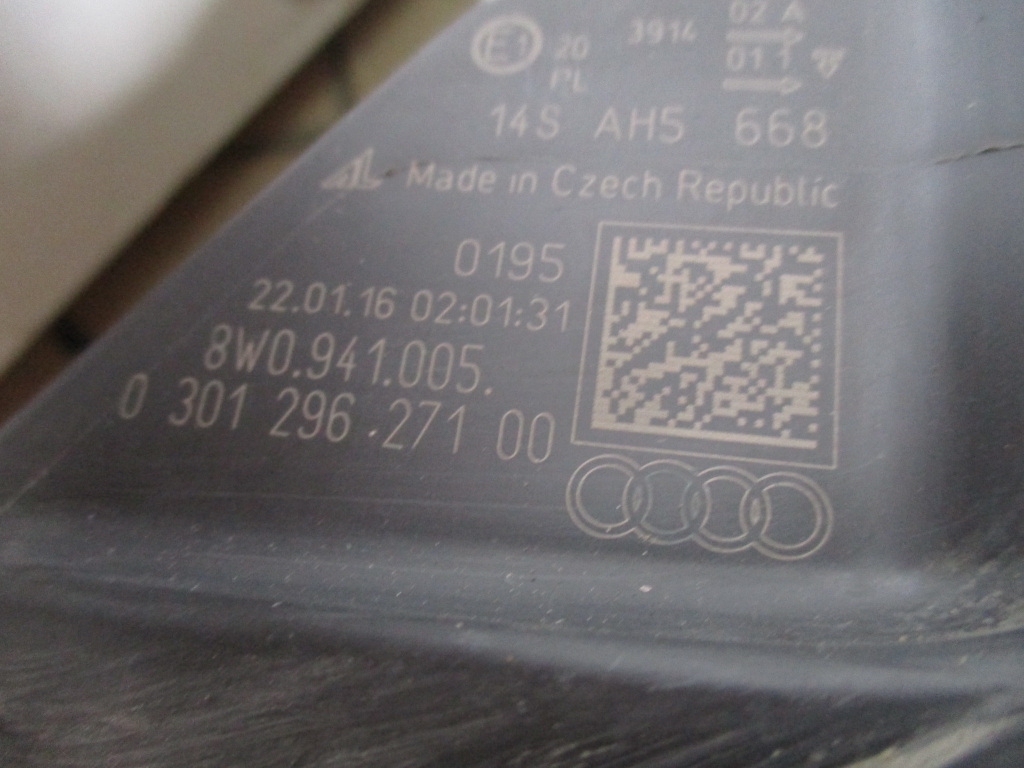 E1 20 3914 02 A
PL 01 1
14S AH5 668
AL Made in Czech Republic
0195
22.01.16 02:01:31
8W0.941.005.
0 301 296.271 00